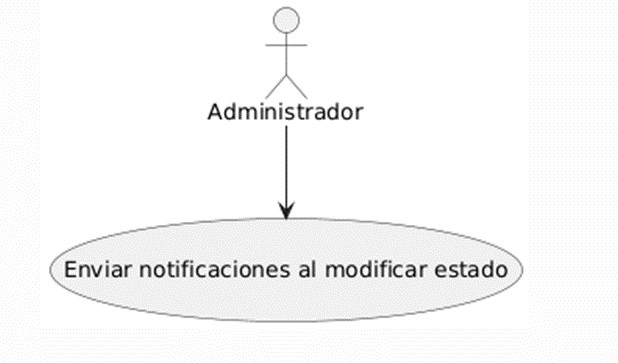 Administrador
Enviar notificaciones al modificar estado